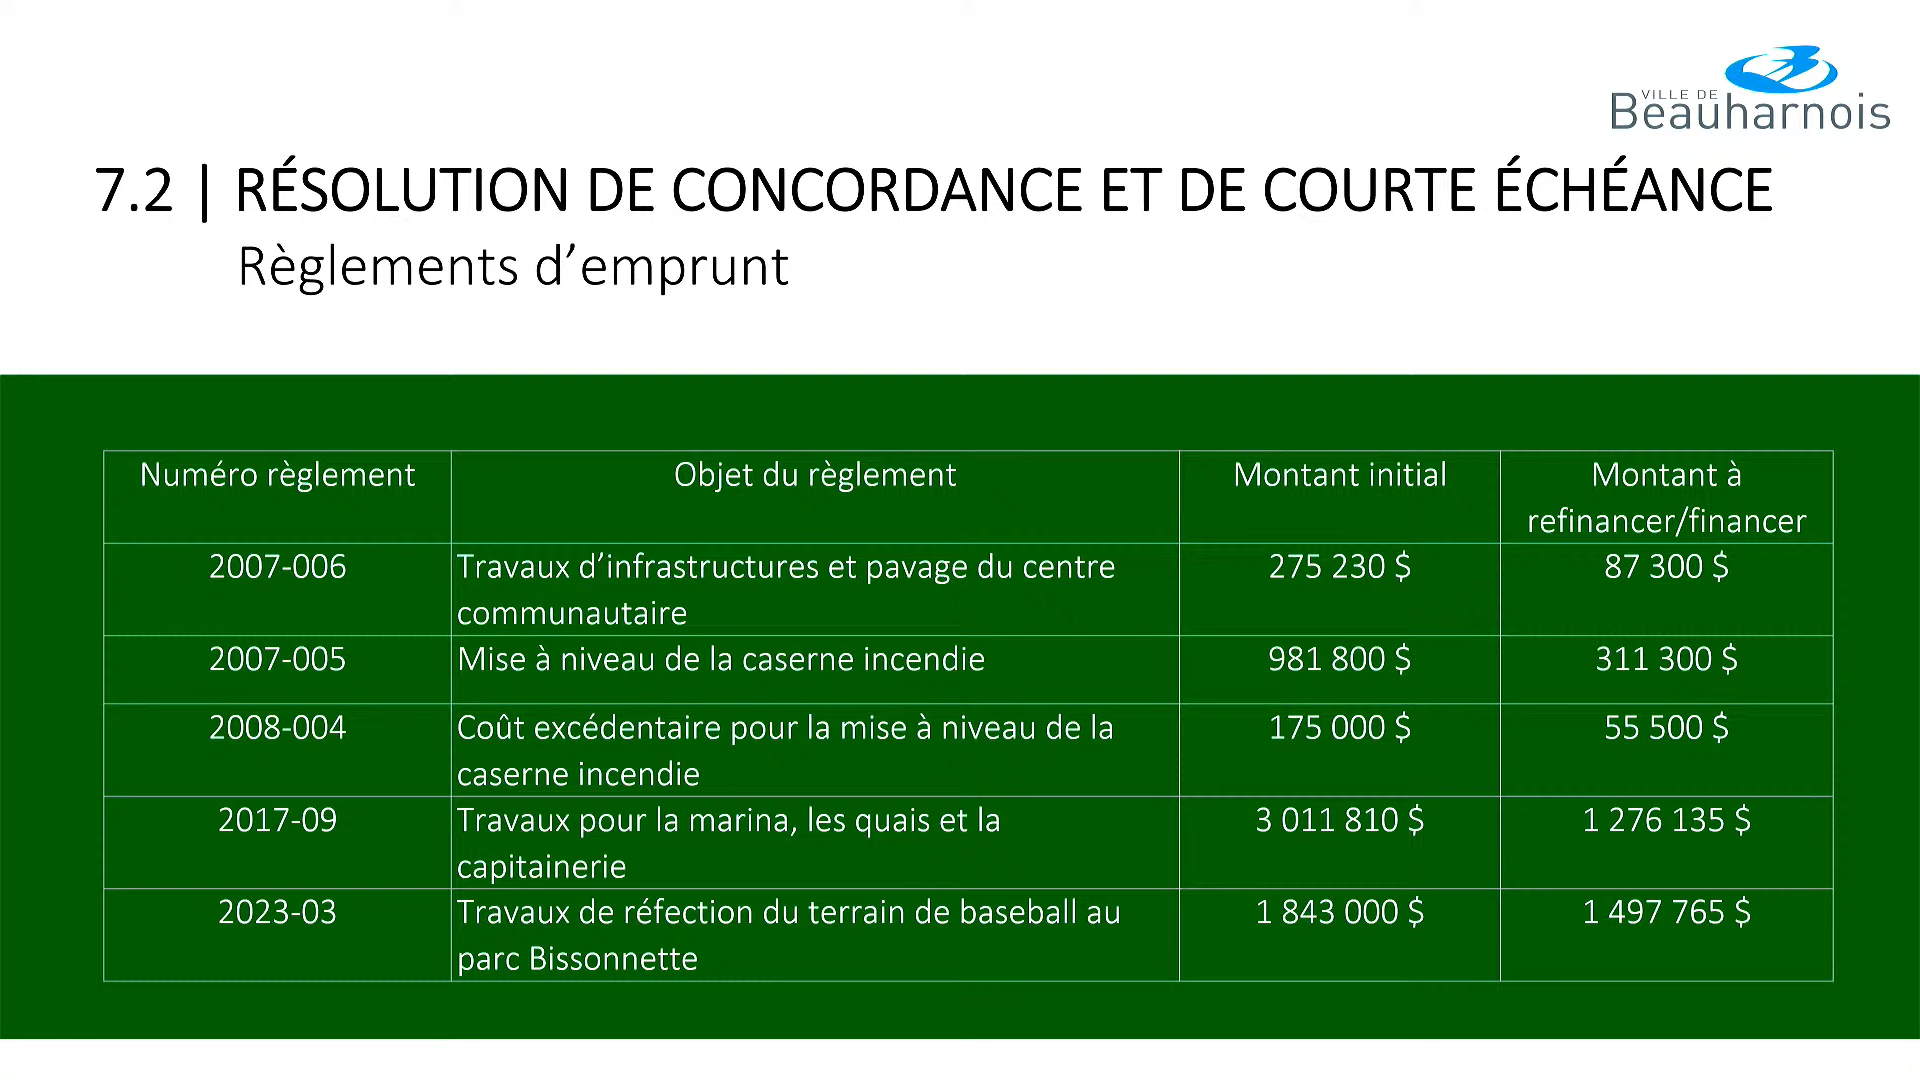 VILLE DE
Beauharnois
7.2 | RÉSOLUTION DE CONCORDANCE ET DE COURTE ÉCHÉANCE
Règlements d’emprunt
Numéro règlement
Objet du règlement
Montant initial
Montant à
refinancer/financer
2007-006
Travaux d’infrastructures et pavage du centre
communautaire
275 230 $
87 300 $
2007-005
Mise à niveau de la caserne incendie
981 800 $
311 300 $
2008-004
Coût excédentaire pour la mise à niveau de la
caserne incendie
175 000 $
55 500 $
2017-09
Travaux pour la marina, les quais et la
capitainerie
3 011 810 $
1 276 135 $
2023-03
Travaux de réfection du terrain de baseball au
parc Bissonnette
1 843 000 $
1 497 765 $